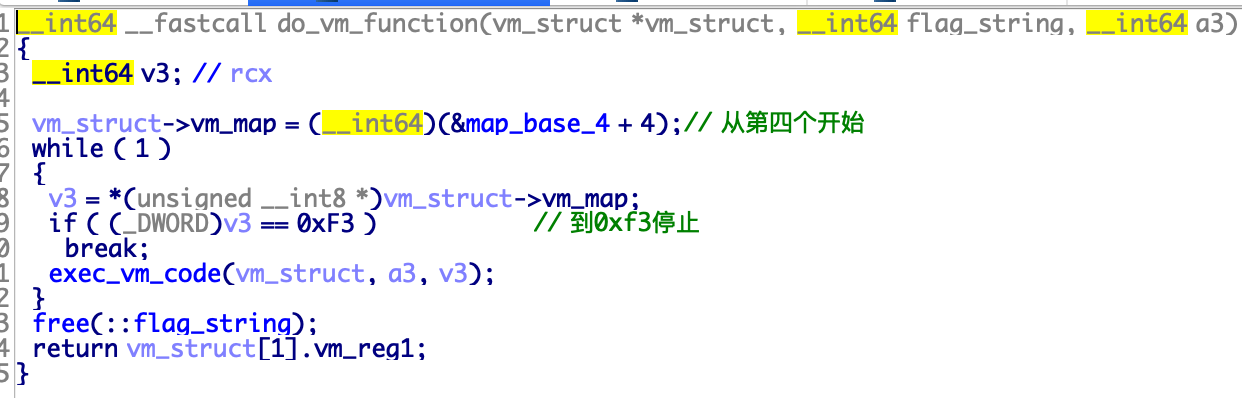 1 __int64 __fastcall do_vm_function(vm_struct *vm_struct, __int64 flag_string, __int64 a3)
2 {
3 __int64 v3; // rcx
4
5 vm_struct->vm_map = (__int64)(&map_base_4 + 4);// 从第四个开始
6 while ( 1 )
7 {
8 v3 = *(unsigned __int8 *)vm_struct->vm_map;
9 if ( (_DWORD)v3 == 0xF3 ) // 到0xf3停止
0 break;
1 exec_vm_code(vm_struct, a3, v3);
2 }
3 free(::flag_string);
4 return vm_struct[1].vm_reg1;
5 }